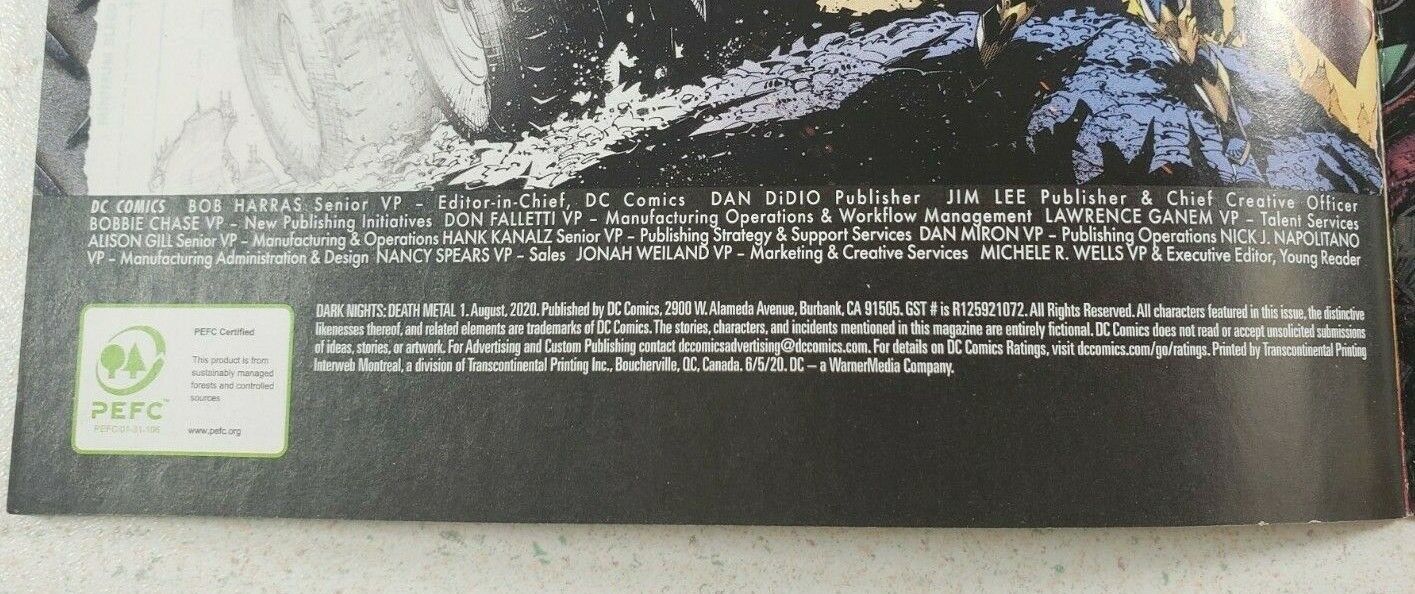 DC COMICS BOB HARRAS Senior VP – Editor-in-Chief, DC Comics DAN DiDIO Publisher JIM LEE Publisher & Chief Creative Officer
BOBBIE CHASE VP – New Publishing Initiatives DON FALLETTI VP – Manufacturing Operations & Workflow Management LAWRENCE GANEM VP – Talent Services
ALISON GILL Senior VP – Manufacturing & Operations HANK KANALZ Senior VP – Publishing Strategy & Support Services DAN MIRON VP – Publishing Operations NICK J. NAPOLITANO
VP – Manufacturing Administration & Design NANCY SPEARS VP – Sales JONAH WEILAND VP – Marketing & Creative Services MICHELE R. WELLS VP & Executive Editor, Young Reader
DARK NIGHTS: DEATH METAL 1. August, 2020. Published by DC Comics, 2900 W. Alameda Avenue, Burbank, CA 91505. GST # is R125921072. All Rights Reserved. All characters featured in this issue, the distinctive
likenesses thereof, and related elements are trademarks of DC Comics. The stories, characters, and incidents mentioned in this magazine are entirely fictional. DC Comics does not read or accept unsolicited submissions
of ideas, stories, or artwork. For Advertising and Custom Publishing contact dccomicsadvertising@dccomics.com. For details on DC Comics Ratings, visit dccomics.com/go/ratings. Printed by Transcontinental Printing
Interweb Montreal, a division of Transcontinental Printing Inc., Boucherville, QC, Canada. 6/5/20. DC – a WarnerMedia Company.
PEFC Certified
This product is from
sustainably managed
forests and controlled
sources
www.pefc.org
PEFC™